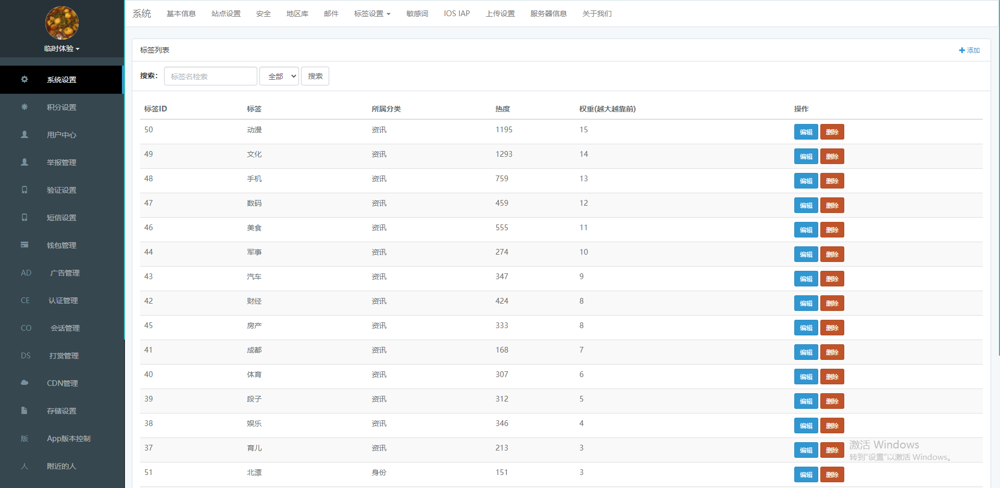 临时体验
系统设置
积分设置
用户中心
举报管理
验证设置
短信设置
钱包管理
AD 广告管理
CE 认证管理
CO 会话管理
DS 打赏管理
CDN管理
存储设置
版 App版本控制
人 附近的人
系统 基本信息 站点设置 安全 地区库 邮件 标签设置 敏感词 IOS IAP 上传设置 服务器信息 关于我们
标签列表 添加
搜索： 标签名检索 全部 搜索
标签ID 标签 所属分类 热度 权重(越大越靠前) 操作
50 动漫 资讯 1195 15 编辑 删除
49 文化 资讯 1293 14 编辑 删除
48 手机 资讯 759 13 编辑 删除
47 数码 资讯 459 12 编辑 删除
46 美食 资讯 555 11 编辑 删除
44 军事 资讯 274 10 编辑 删除
43 汽车 资讯 347 9 编辑 删除
42 财经 资讯 424 8 编辑 删除
45 房产 资讯 333 8 编辑 删除
41 成都 资讯 168 7 编辑 删除
40 体育 资讯 307 6 编辑 删除
39 段子 资讯 312 5 编辑 删除
38 娱乐 资讯 346 4 编辑 删除
37 育儿 资讯 213 3 编辑 删除
51 北漂 身份 151 3 编辑 删除
激活 Windows
转到“设置”以激活 Windows。